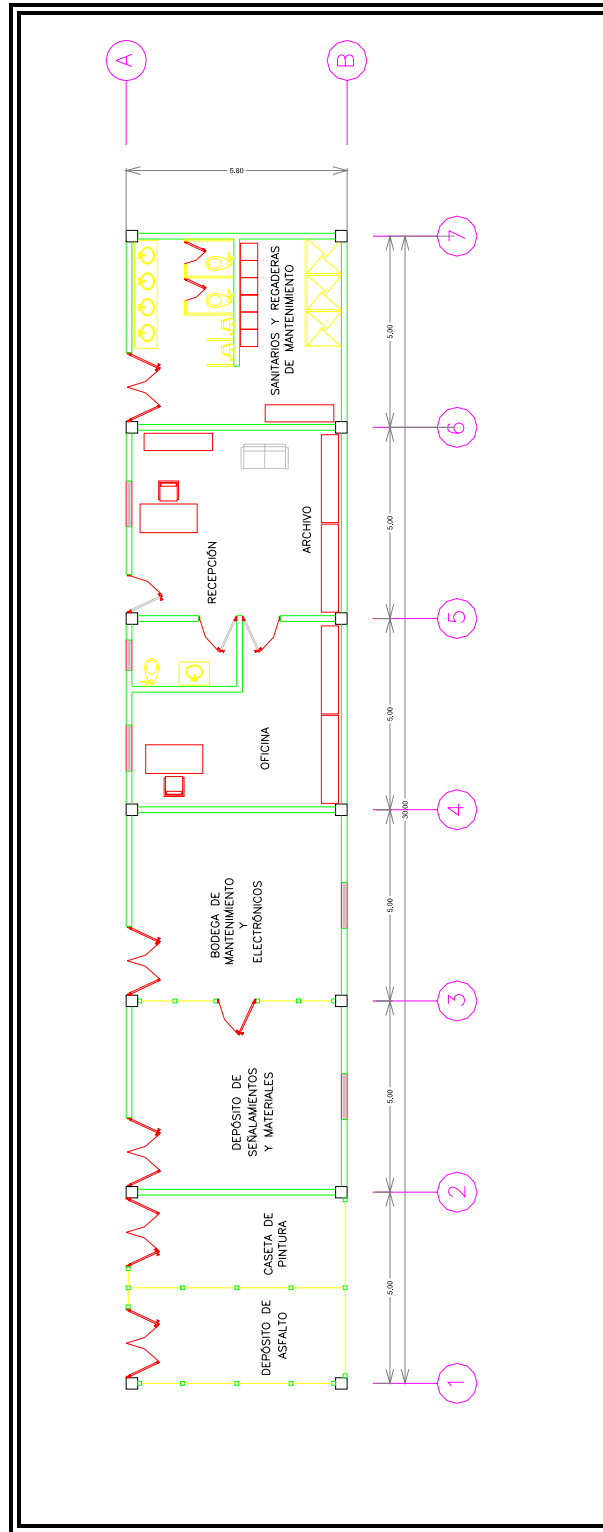 A
B
5.80
SANITARIOS Y REGADERAS
DE MANTENIMIENTO
RECEPCIÓN
ARCHIVO
OFICINA
BODEGA DE
MANTENIMIENTO
Y
ELECTRÓNICOS
DEPÓSITO DE
SEÑALAMIENTOS
Y MATERIALES
CASETA DE
PINTURA
DEPÓSITO DE
ASFALTO
5.00
5.00
5.00
5.00
5.00
5.00
30.00
7
6
5
4
3
2
1